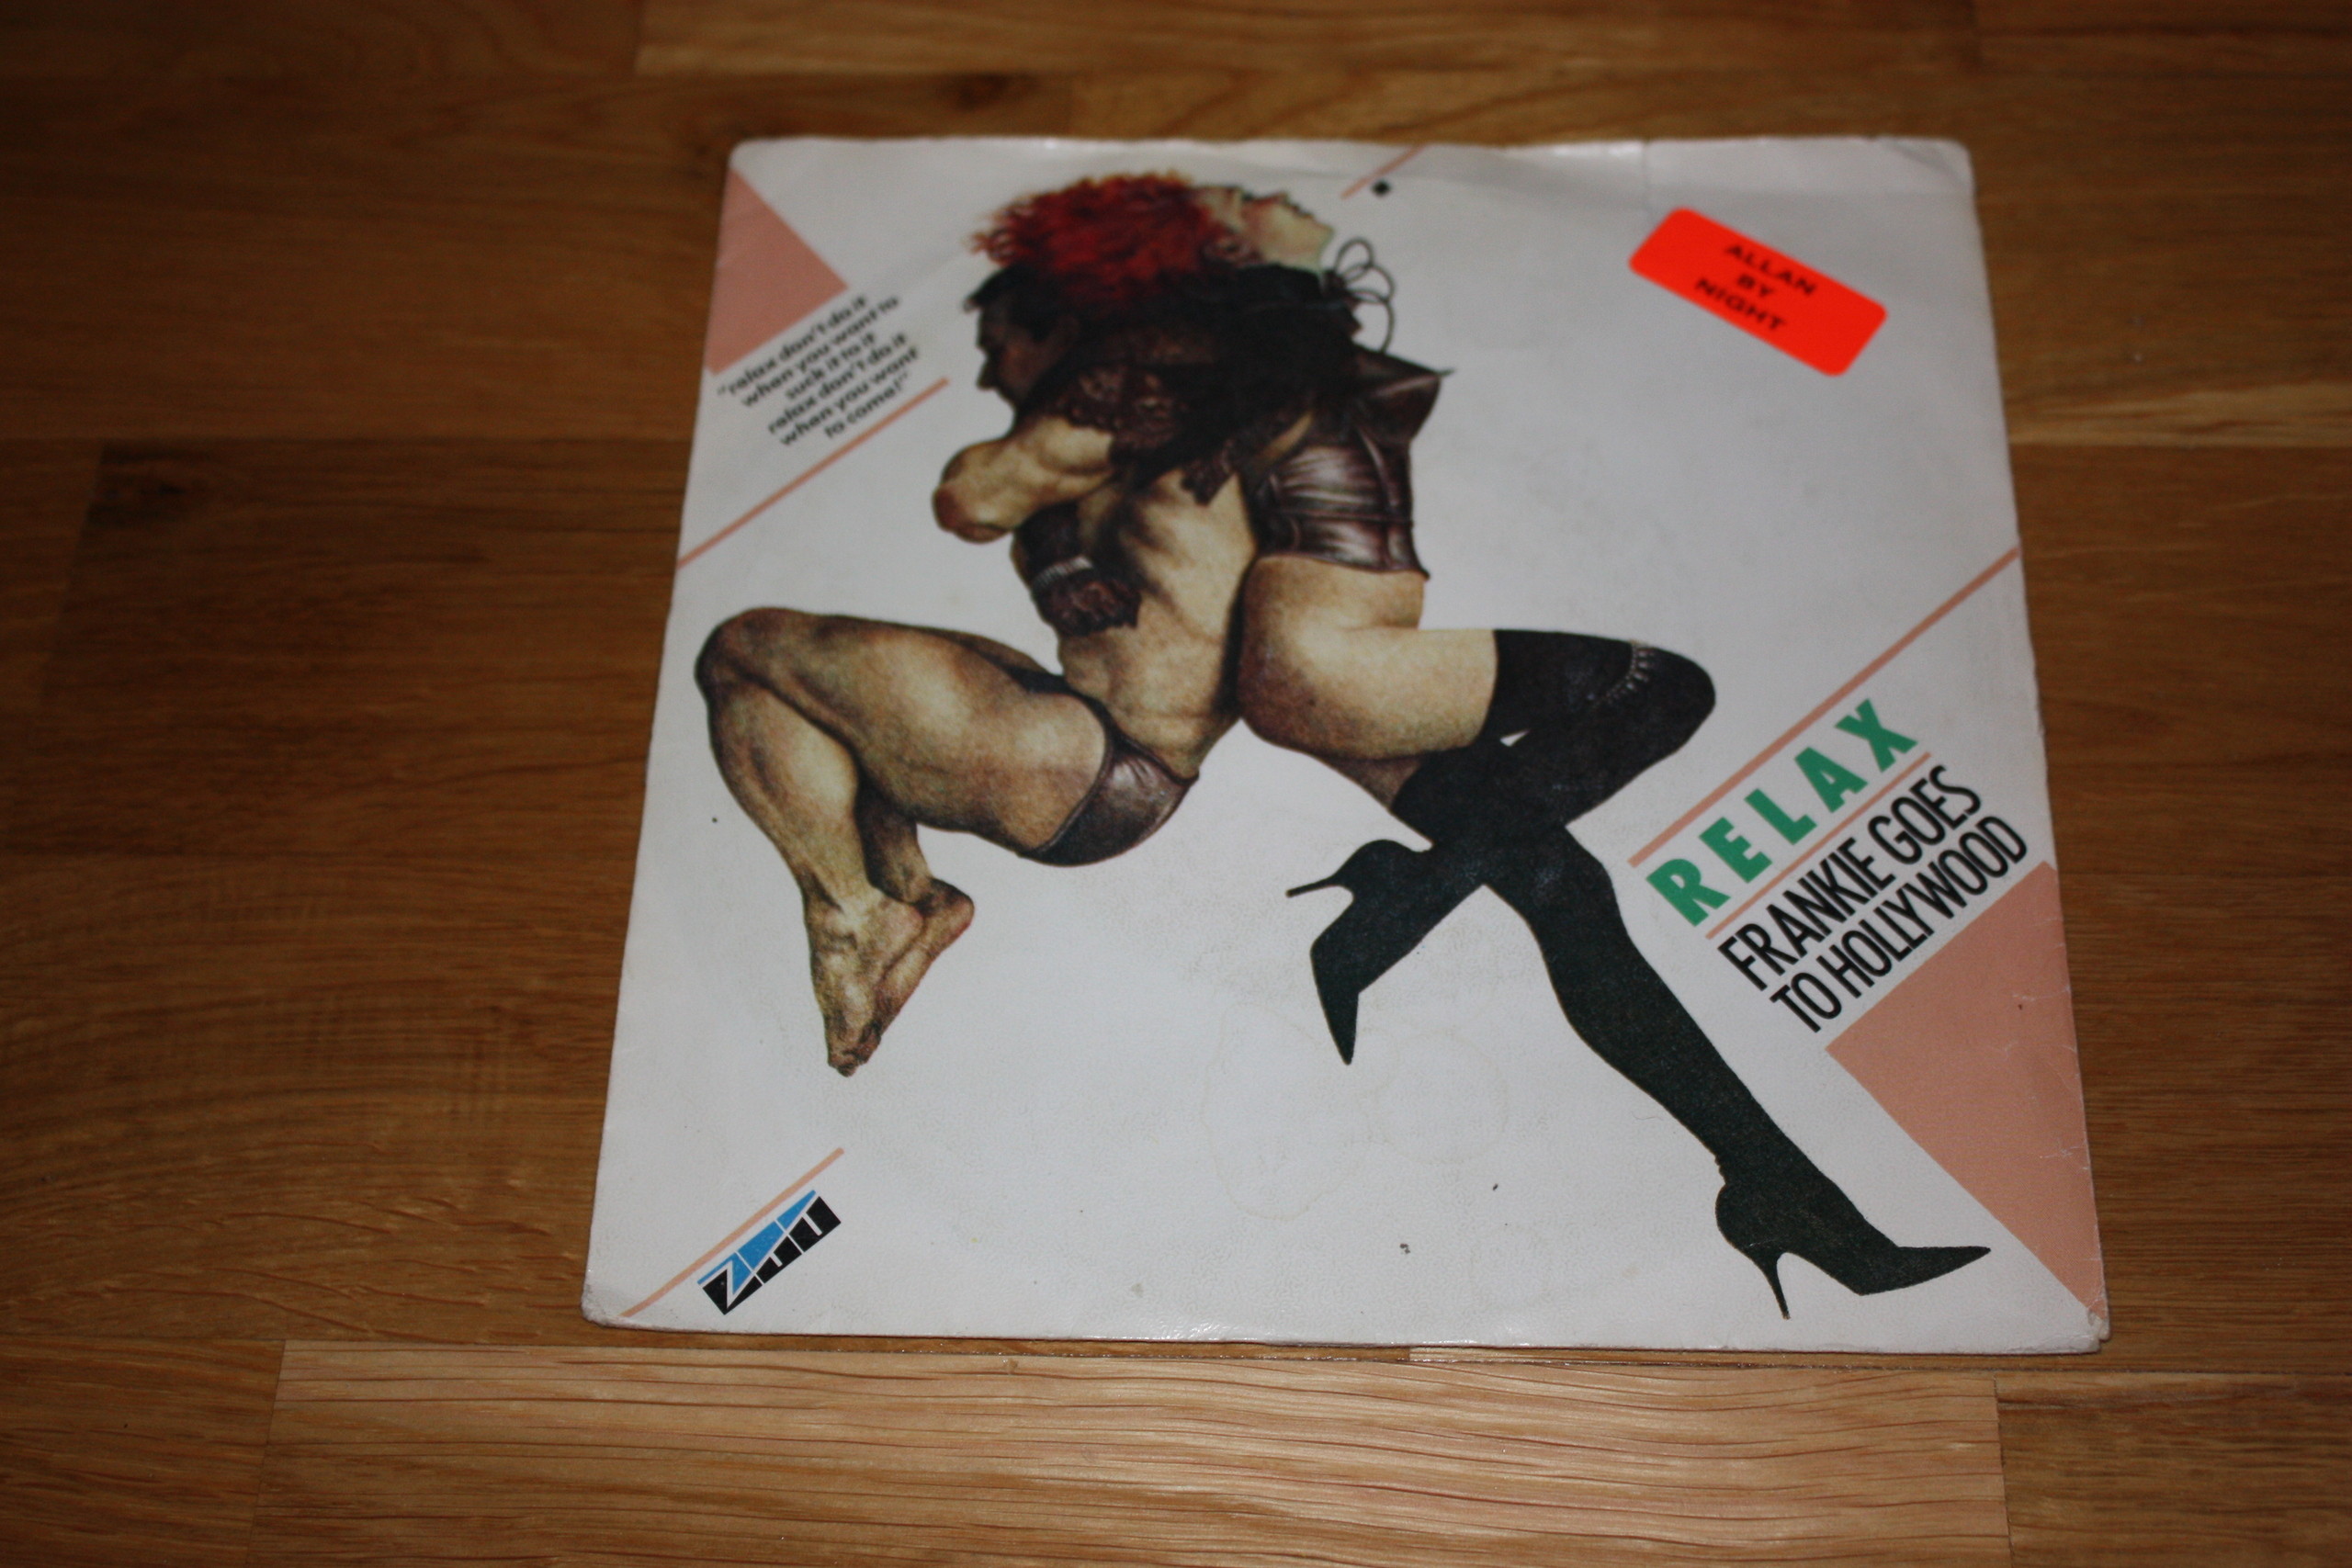 "relax don't do it
when you want to
suck it to it
relax don't do it
when you want
to come!"
ALLAN
BY
NIGHT
RELAX
FRANKIE GOES
TO HOLLYWOOD
ZTT